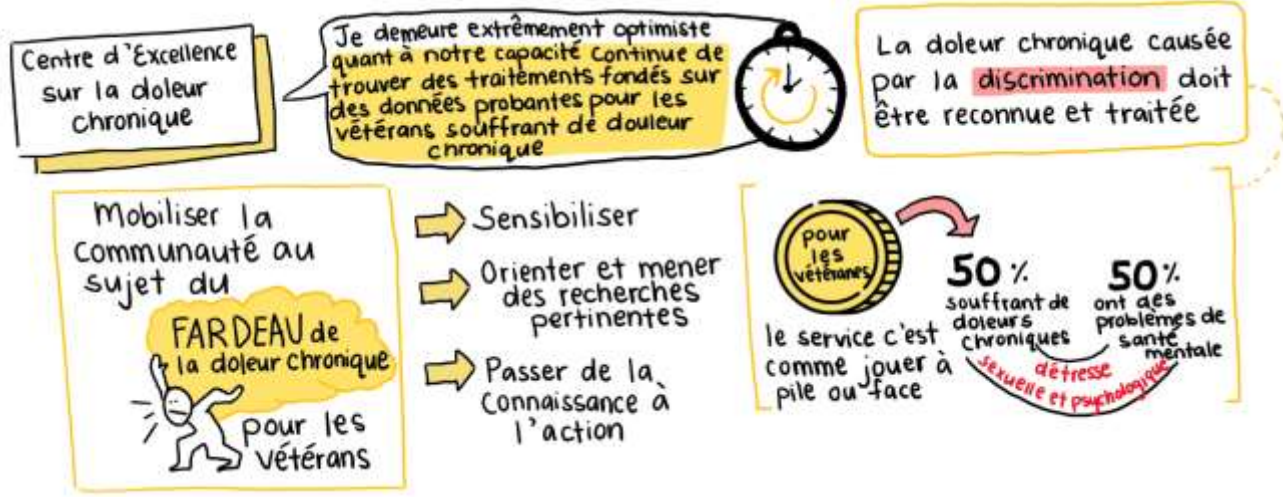 Centre d'Excellence
sur la doleur
chronique
Je demeure extrêmement optimiste
quant à notre capacité continue de
trouver des traitements fondés sur
des données probantes pour les
vétérans souffrant de douleur
chronique
La doleur chronique causée
par la discrimination doit
être reconnue et traitée
Mobiliser la
communauté au
sujet du
FARDEAU de
la doleur chronique
pour les
vétérans
Sensibiliser
Orienter et mener
des recherches
pertinentes
Passer de la
connaissance à
l'action
pour
les
vétéranes
le service c'est
comme jouer à
pile ou face
50 %
souffrant de
doleurs
chroniques
50 %
ont des
problèmes de
santé
mentale
détresse
sexuelle et psychologique